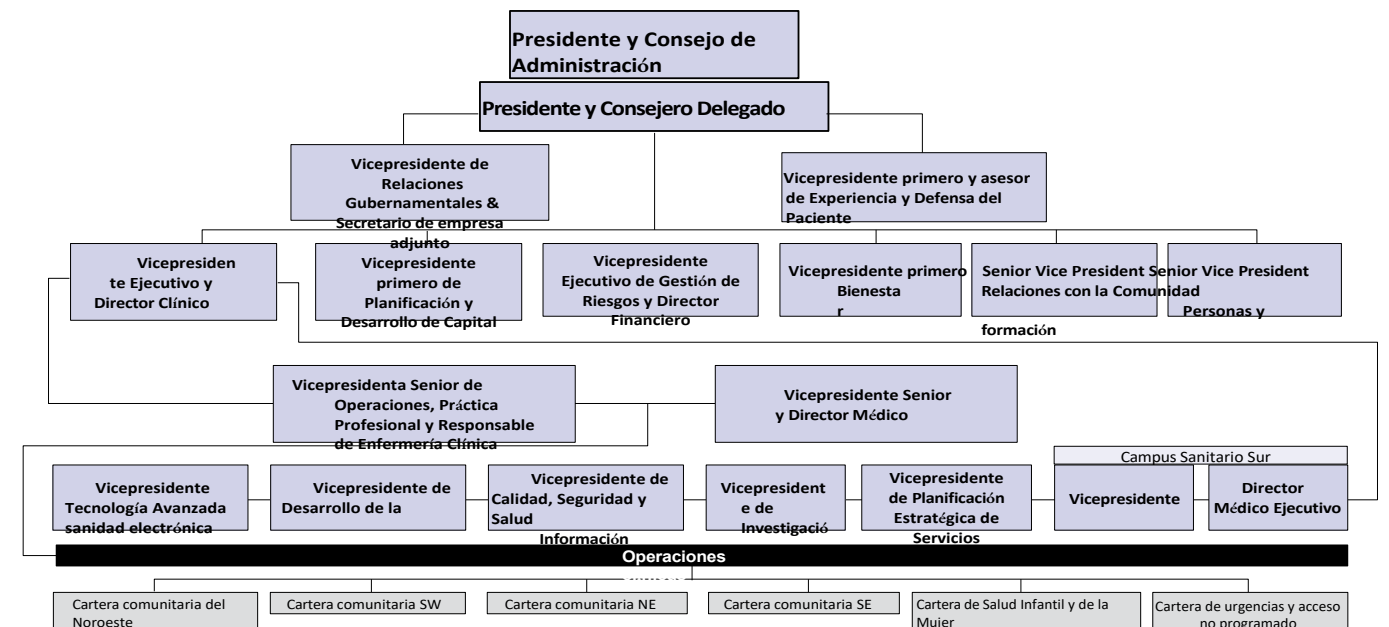 Presidente y Consejo de
Administración
Presidente y Consejero Delegado
Vicepresidente de
Relaciones
Gubernamentales &
Secretario de empresa
adjunto
Vicepresidente primero y asesor
de Experiencia y Defensa del
Paciente
Vicepresiden
te Ejecutivo y
Director Clínico
Vicepresidente
primero de
Planificación y
Desarrollo de Capital
Vicepresidente
Ejecutivo de Gestión de
Riesgos y Director
Financiero
Vicepresidente primero
Bienesta
r
Senior Vice President Senior Vice President
Relaciones con la Comunidad
Personas y
formación
Vicepresidenta Senior de
Operaciones, Práctica
Profesional y Responsable
de Enfermería Clínica
Vicepresidente Senior
y Director Médico
Campus Sanitario Sur
Vicepresidente
Tecnología Avanzada
sanidad electrónica
Vicepresidente de
Desarrollo de la
Vicepresidente de
Calidad, Seguridad y
Salud
Información
Vicepresident
e de
Investigació
Vicepresidente
de Planificación
Estratégica de
Servicios
Vicepresidente
Director
Médico Ejecutivo
Operaciones
Cartera comunitaria del
Noroeste
Cartera comunitaria SW
Cartera comunitaria NE
Cartera comunitaria SE
Cartera de Salud Infantil y de la
Mujer
Cartera de urgencias y acceso
no programado